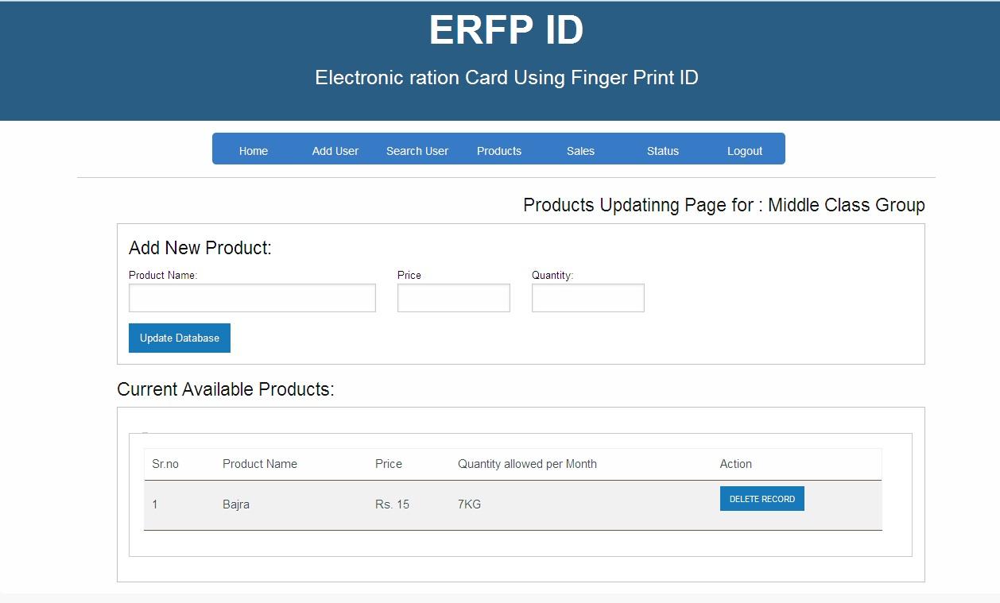 ERFP ID
Electronic ration Card Using Finger Print ID
Home Add User Search User Products Sales Status Logout
Products Updatinng Page for : Middle Class Group
Add New Product:
Product Name: Price Quantity:
Update Database
Current Available Products:
Sr.no Product Name Price Quantity allowed per Month Action
1 Bajra Rs. 15 7KG DELETE RECORD